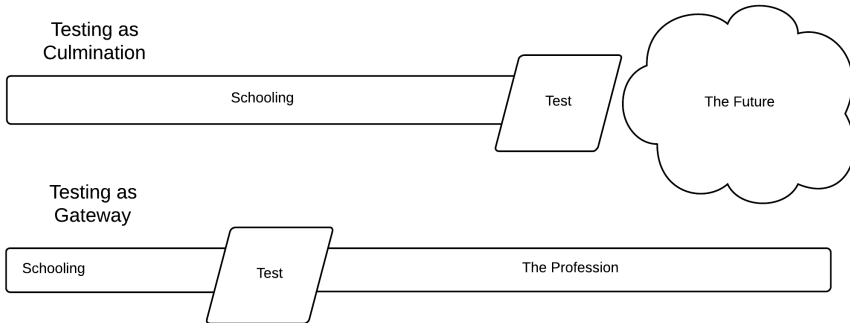 Testing as
Culmination
Schooling
Test
The Future
Testing as
Gateway
Schooling
Test
The Profession